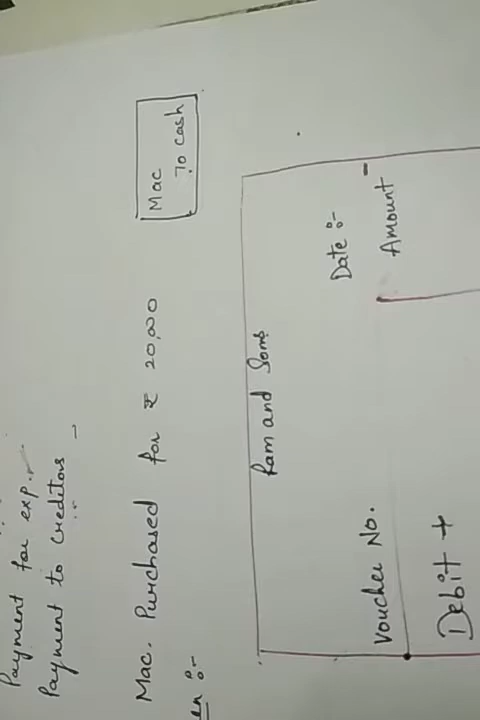 Payment for exp.
Payment to Creditors →
Mac. Purchased for ₹ 20,000
Mac
To cash
Ram and Sons
Voucher No.
Date :-
Amount
Debit +